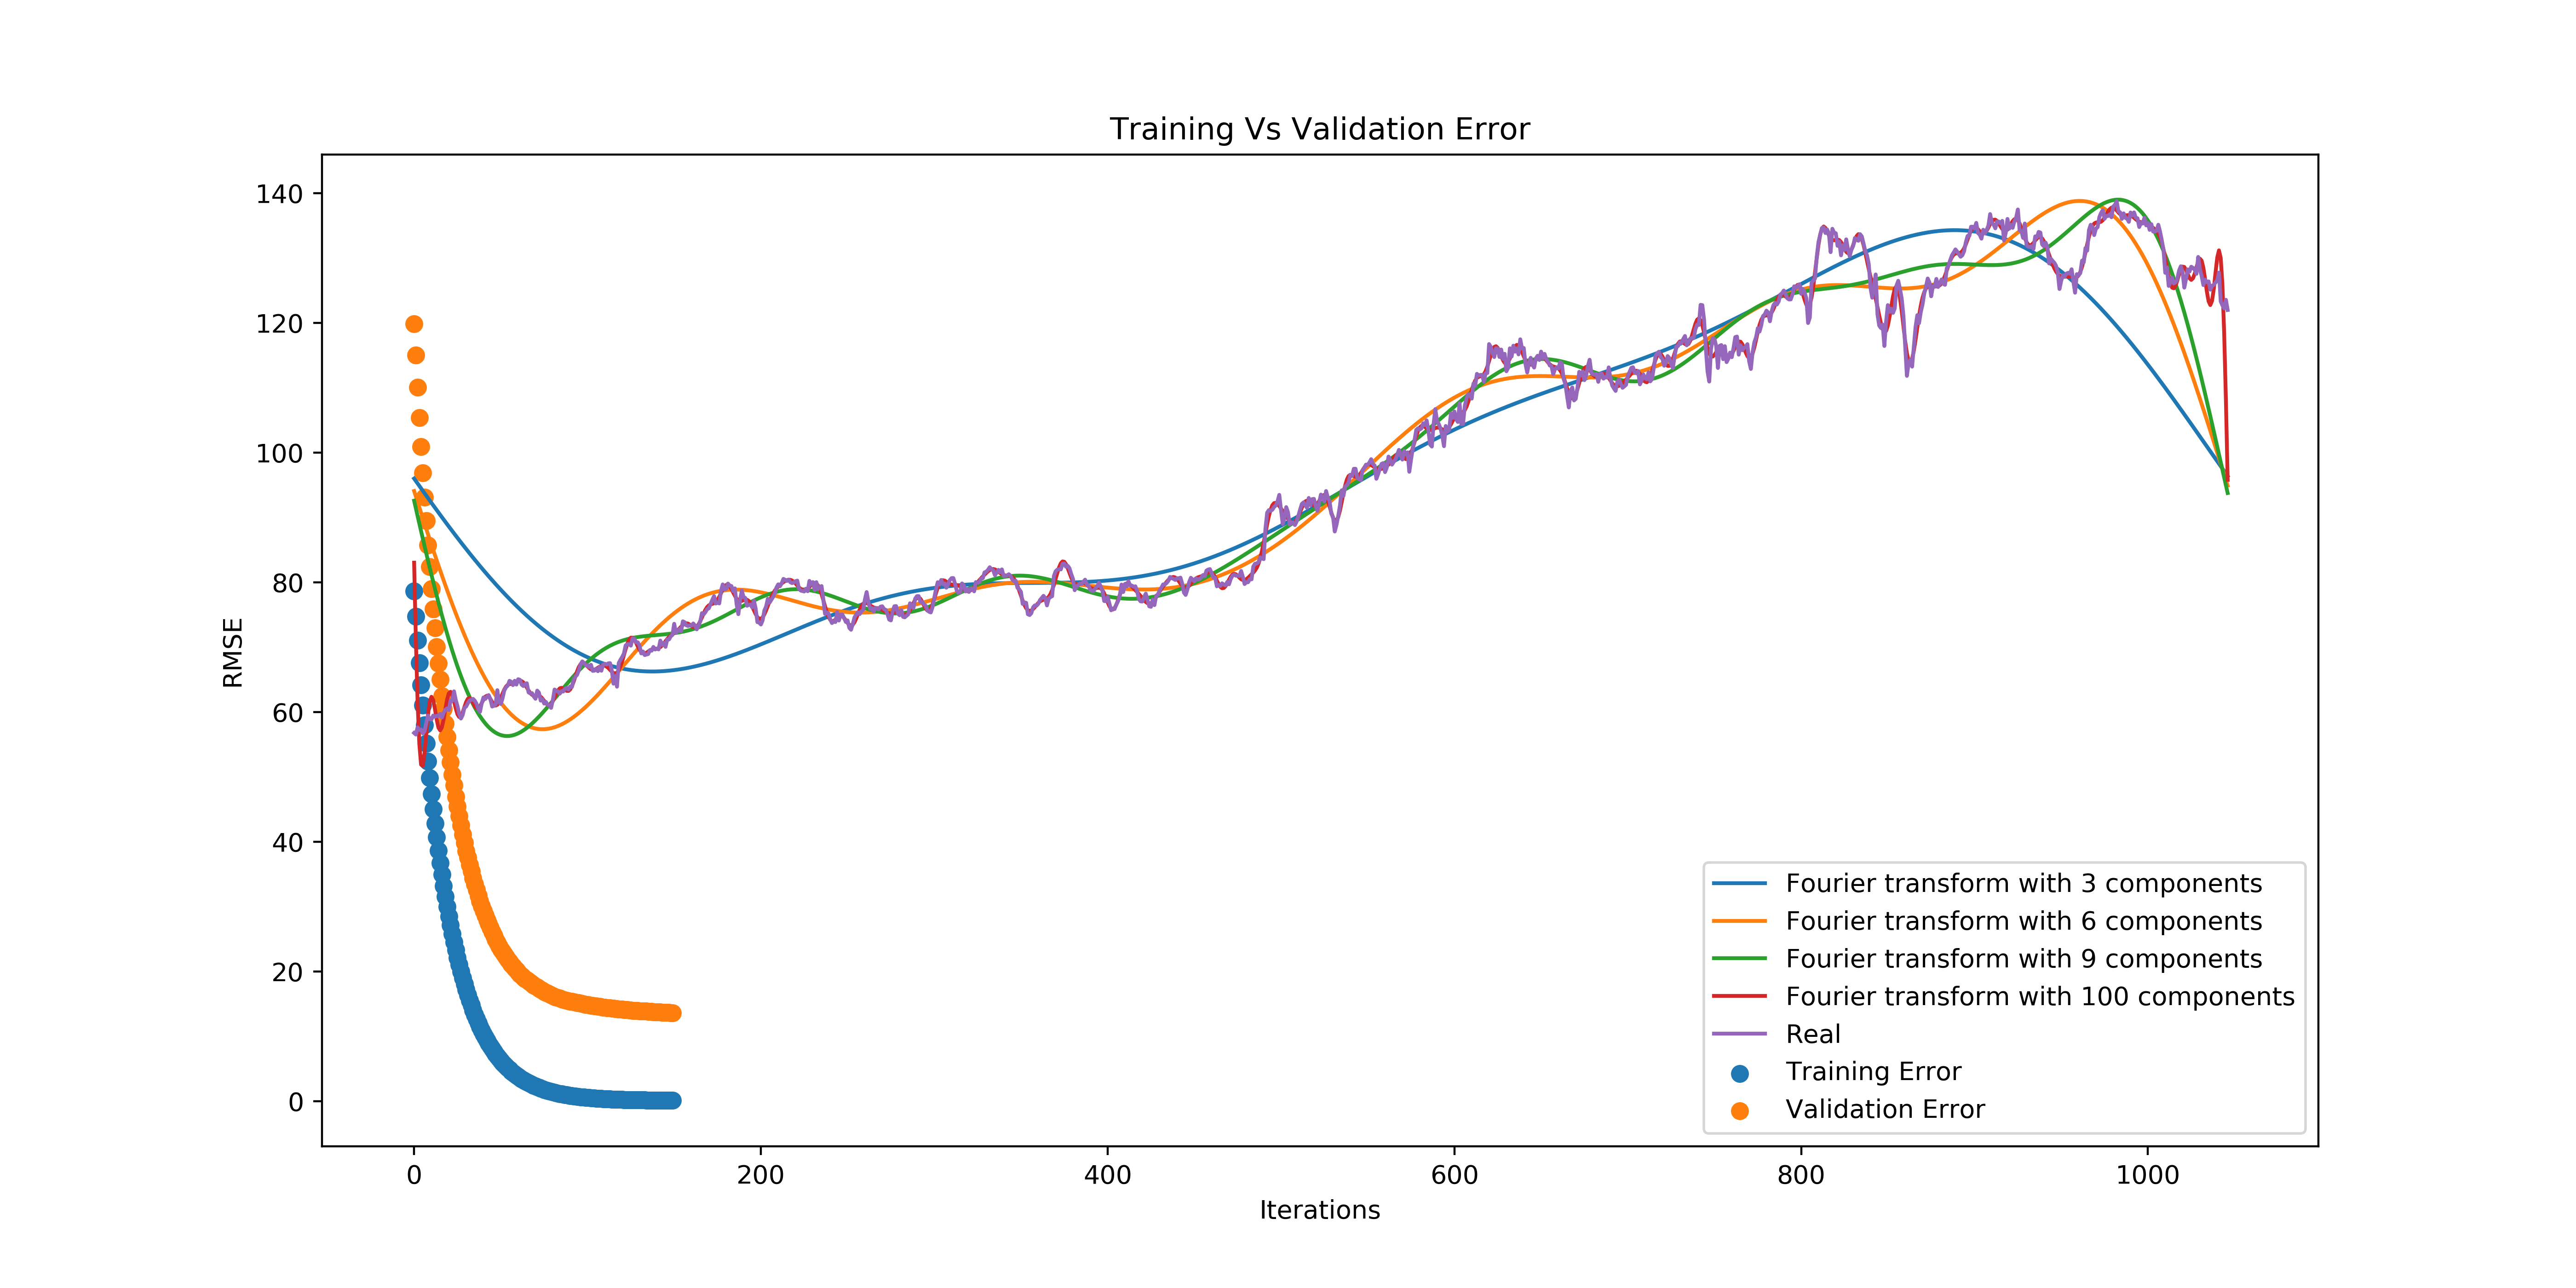 Training Vs Validation Error
RMSE
140
120
100
80
60
40
20
0
0 200 400 600 800 1000
Iterations
Fourier transform with 3 components
Fourier transform with 6 components
Fourier transform with 9 components
Fourier transform with 100 components
Real
Training Error
Validation Error